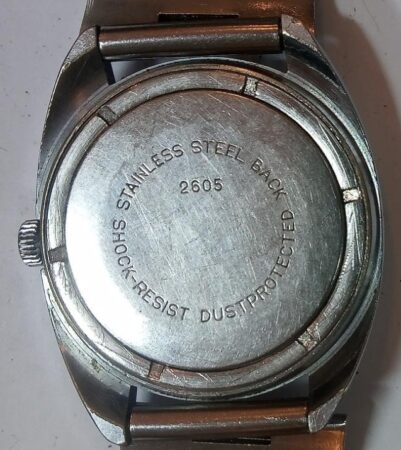 SHOCK-RESIST STAINLESS STEEL BACK DUSTPROTECTED
2605